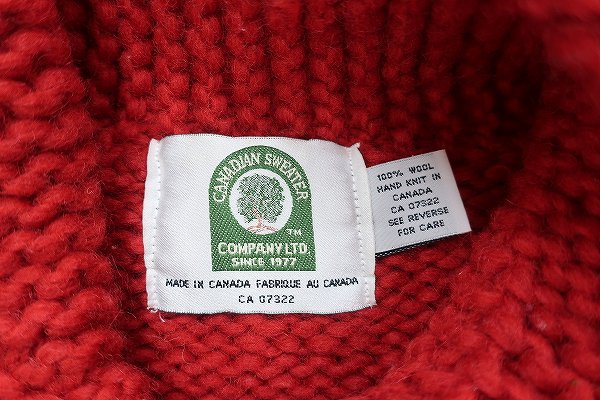 CANADIAN SWEATER
TM
COMPANY LTD.
SINCE 1977
MADE IN CANADA FABRIQUE AU CANADA
CA 07322
100% WOOL
HAND KNIT IN
CANADA
CA 07322
SEE REVERSE
FOR CARE